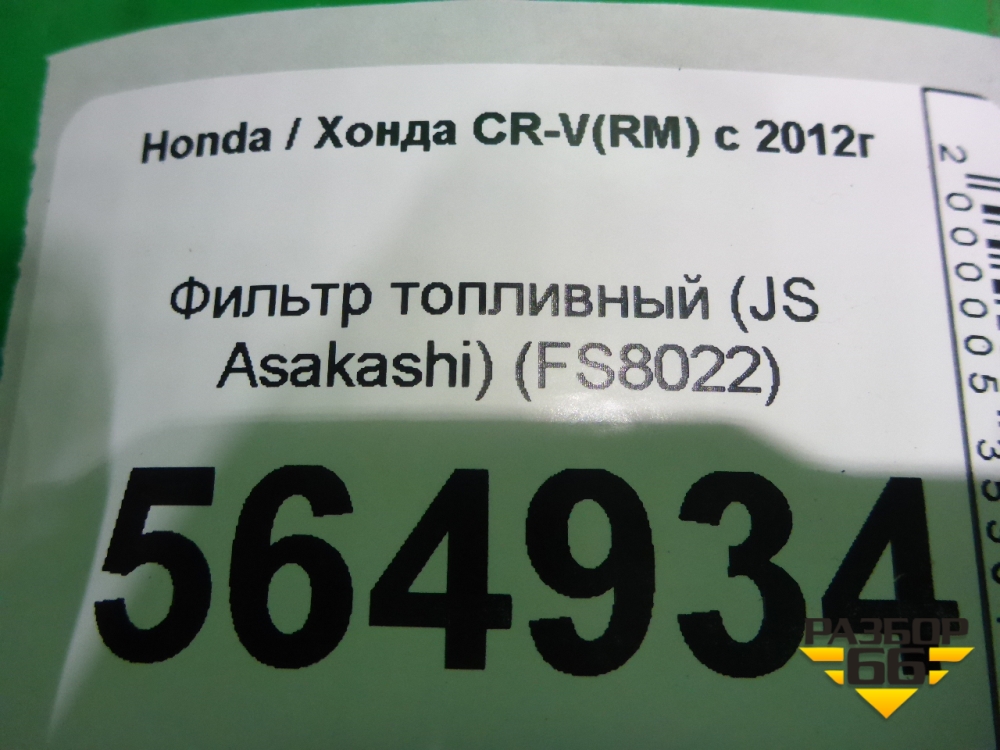 Honda / Хонда CR-V(RM) с 2012г
Фильтр топливный (JS
Asakashi) (FS8022)
564934
РАЗБОР
66